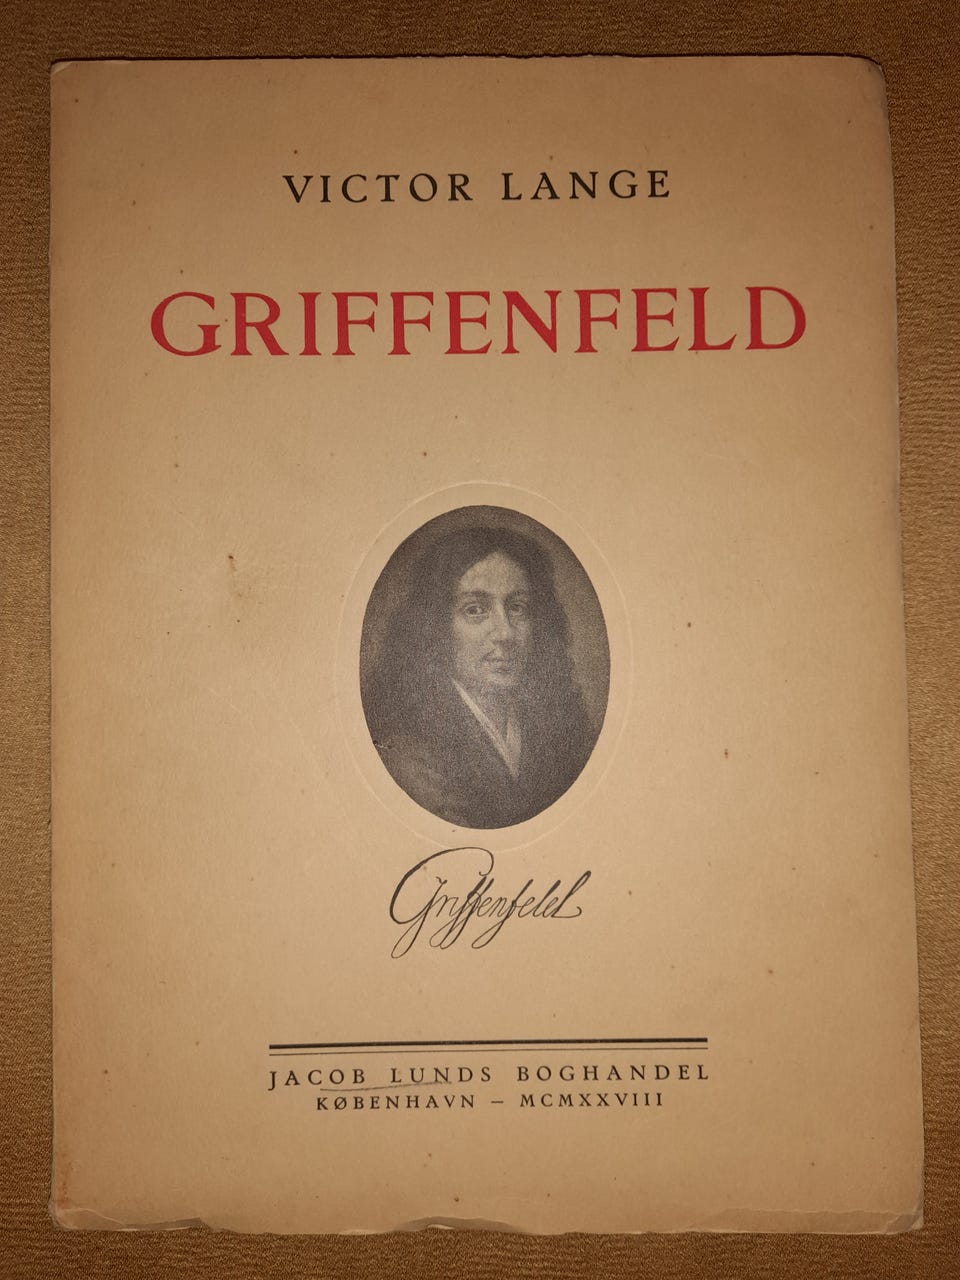 VICTOR LANGE
GRIFFENFELD
Griffenfeld
JACOB LUNDS BOGHANDEL
KØBENHAVN – MCMXXVIII